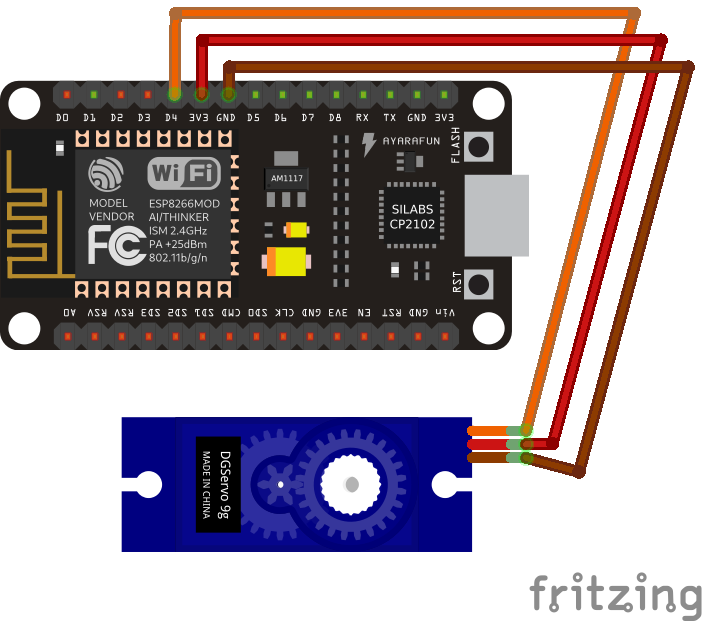 D0 D1 D2 D3 D4 3V3 GND D5 D6 D7 D8 RX TX GND 3V3
AYARAFUN
FLASH
WiFi
MODEL
VENDOR
ESP8266MOD
AI/THINKER
ISM 2.4GHz
PA +25dBm
802.11b/g/n
FC
AM1117
SILABS
CP2102
RST
A0 RSV RSV SD3 SD2 SD1 CMD SD0 CLK GND 3V3 EN RST GND Vin
DGServo 9g
MADE IN CHINA
fritzing